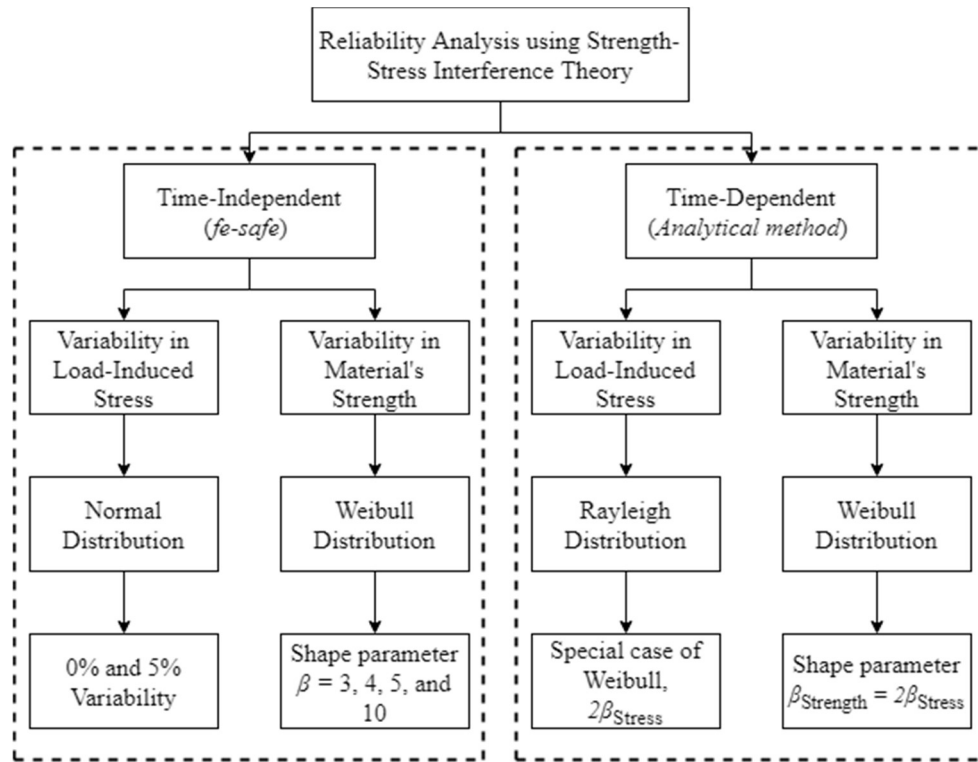 Reliability Analysis using Strength-
Stress Interference Theory
Time-Independent
(fe-safe)
Time-Dependent
(Analytical method)
Variability in
Load-Induced
Stress
Variability in
Material's
Strength
Variability in
Load-Induced
Stress
Variability in
Material's
Strength
Normal
Distribution
Weibull
Distribution
Rayleigh
Distribution
Weibull
Distribution
0% and 5%
Variability
Shape parameter
β = 3, 4, 5, and
10
Special case of
Weibull,
2βStress
Shape parameter
βStrength = 2βStress